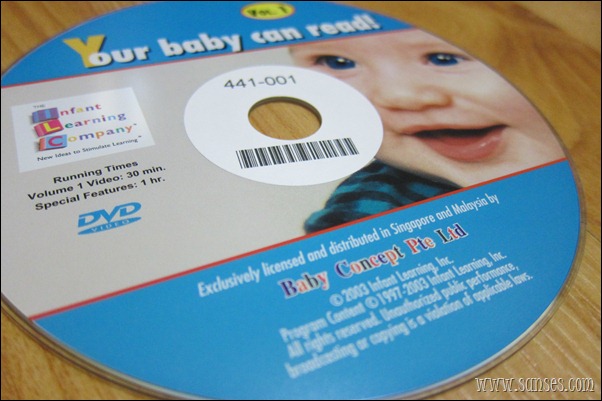 Vol. 1
Your baby can read!
441-001
THE
Infant
Learning
Company™
New Ideas to Stimulate Learning™
Running Times
Volume 1 Video: 30 min.
Special Features: 1 hr.
DVD
VIDEO
Exclusively licensed and distributed in Singapore and Malaysia by
Baby Concept Pte Ltd
© 2003 Infant Learning, Inc.
Program Content © 1997-2003 Infant Learning, Inc.
All rights reserved. Unauthorized public performance,
broadcasting or copying is a violation of applicable laws.
www.sanses.com